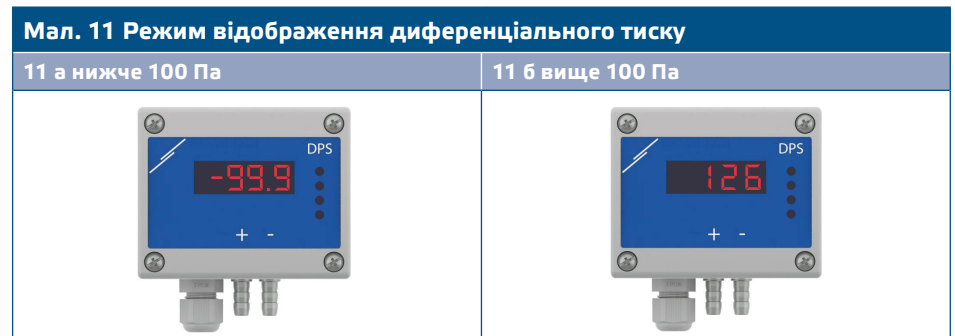 Мал. 11 Режим відображення диференціального тиску
11 а нижче 100 Па
11 б вище 100 Па
DPS
-99.9
+ -
DPS
126
+ -